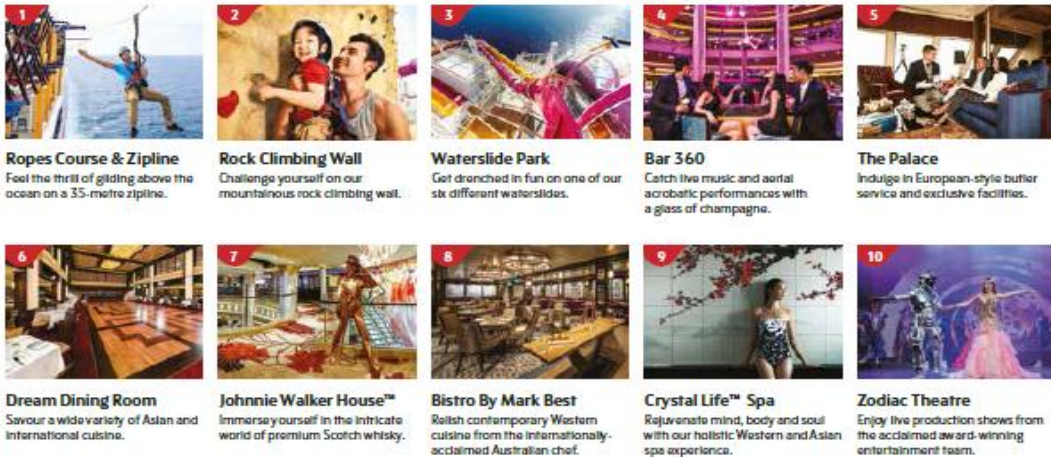 1
Ropes Course & Zipline
Feel the thrill of gliding above the
ocean on a 35-metre zipline.
2
Rock Climbing Wall
Challenge yourself on our
mountainous rock climbing wall.
3
Waterslide Park
Get drenched in fun on one of our
six different waterslides.
4
Bar 360
Catch live music and aerial
acrobatic performances with
a glass of champagne.
5
The Palace
Indulge in European-style butler
service and exclusive facilities.
6
Dream Dining Room
Savour a wide variety of Asian and
international cuisine.
7
Johnnie Walker House™
Immerse yourself in the intricate
world of premium Scotch whisky.
8
Bistro By Mark Best
Relish contemporary Western
cuisine from the internationally-
acclaimed Australian chef.
9
Crystal Life™ Spa
Rejuvenate mind, body and soul
with our holistic Western and Asian
spa experience.
10
Zodiac Theatre
Enjoy live production shows from
the acclaimed award-winning
entertainment team.